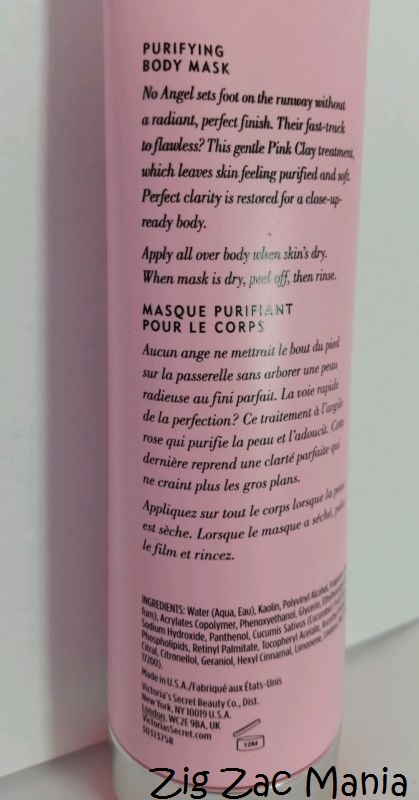 PURIFYING
BODY MASK
No Angel sets foot on the runway without
a radiant, perfect finish. Their fast-track
to flawless? This gentle Pink Clay treatment,
which leaves skin feeling purified and soft.
Perfect clarity is restored for a close-up-
ready body.
Apply all over body when skin's dry.
When mask is dry, peel off, then rinse.
MASQUE PURIFIANT
POUR LE CORPS
Aucun ange ne mettrait le bout du pied
sur la passerelle sans arborer une peau
radieuse au fini parfait. La voie rapide
de la perfection? Ce traitement à l'argile
rose qui purifie la peau et l'adoucit. Cette
dernière reprend une clarté parfaite qui
ne craint plus les gros plans.
Appliquez sur tout le corps lorsque la peau
est sèche. Lorsque le masque a séché,
le film et rincez.
INGREDIENTS: Water (Aqua, Eau), Kaolin, Polyvinyl Alcohol,
fum), Acrylates Copolymer, Phenoxyethanol, Glycerin,
Sodium Hydroxide, Panthenol, Cucumis Sativus (Cucumber)
Phospholipids, Retinyl Palmitate, Tocopheryl Acetate,
Citral, Citronellol, Geraniol, Hexyl Cinnamal, Limonene,
17200).
Made in U.S.A./Fabriqué aux États-Unis
Victoria's Secret Beauty Co., Dist.
New York, NY 10019 U.S.A.
London, WC2E 9BA, UK
VictoriasSecret.com
30313758
12M
Zig Zac Mania